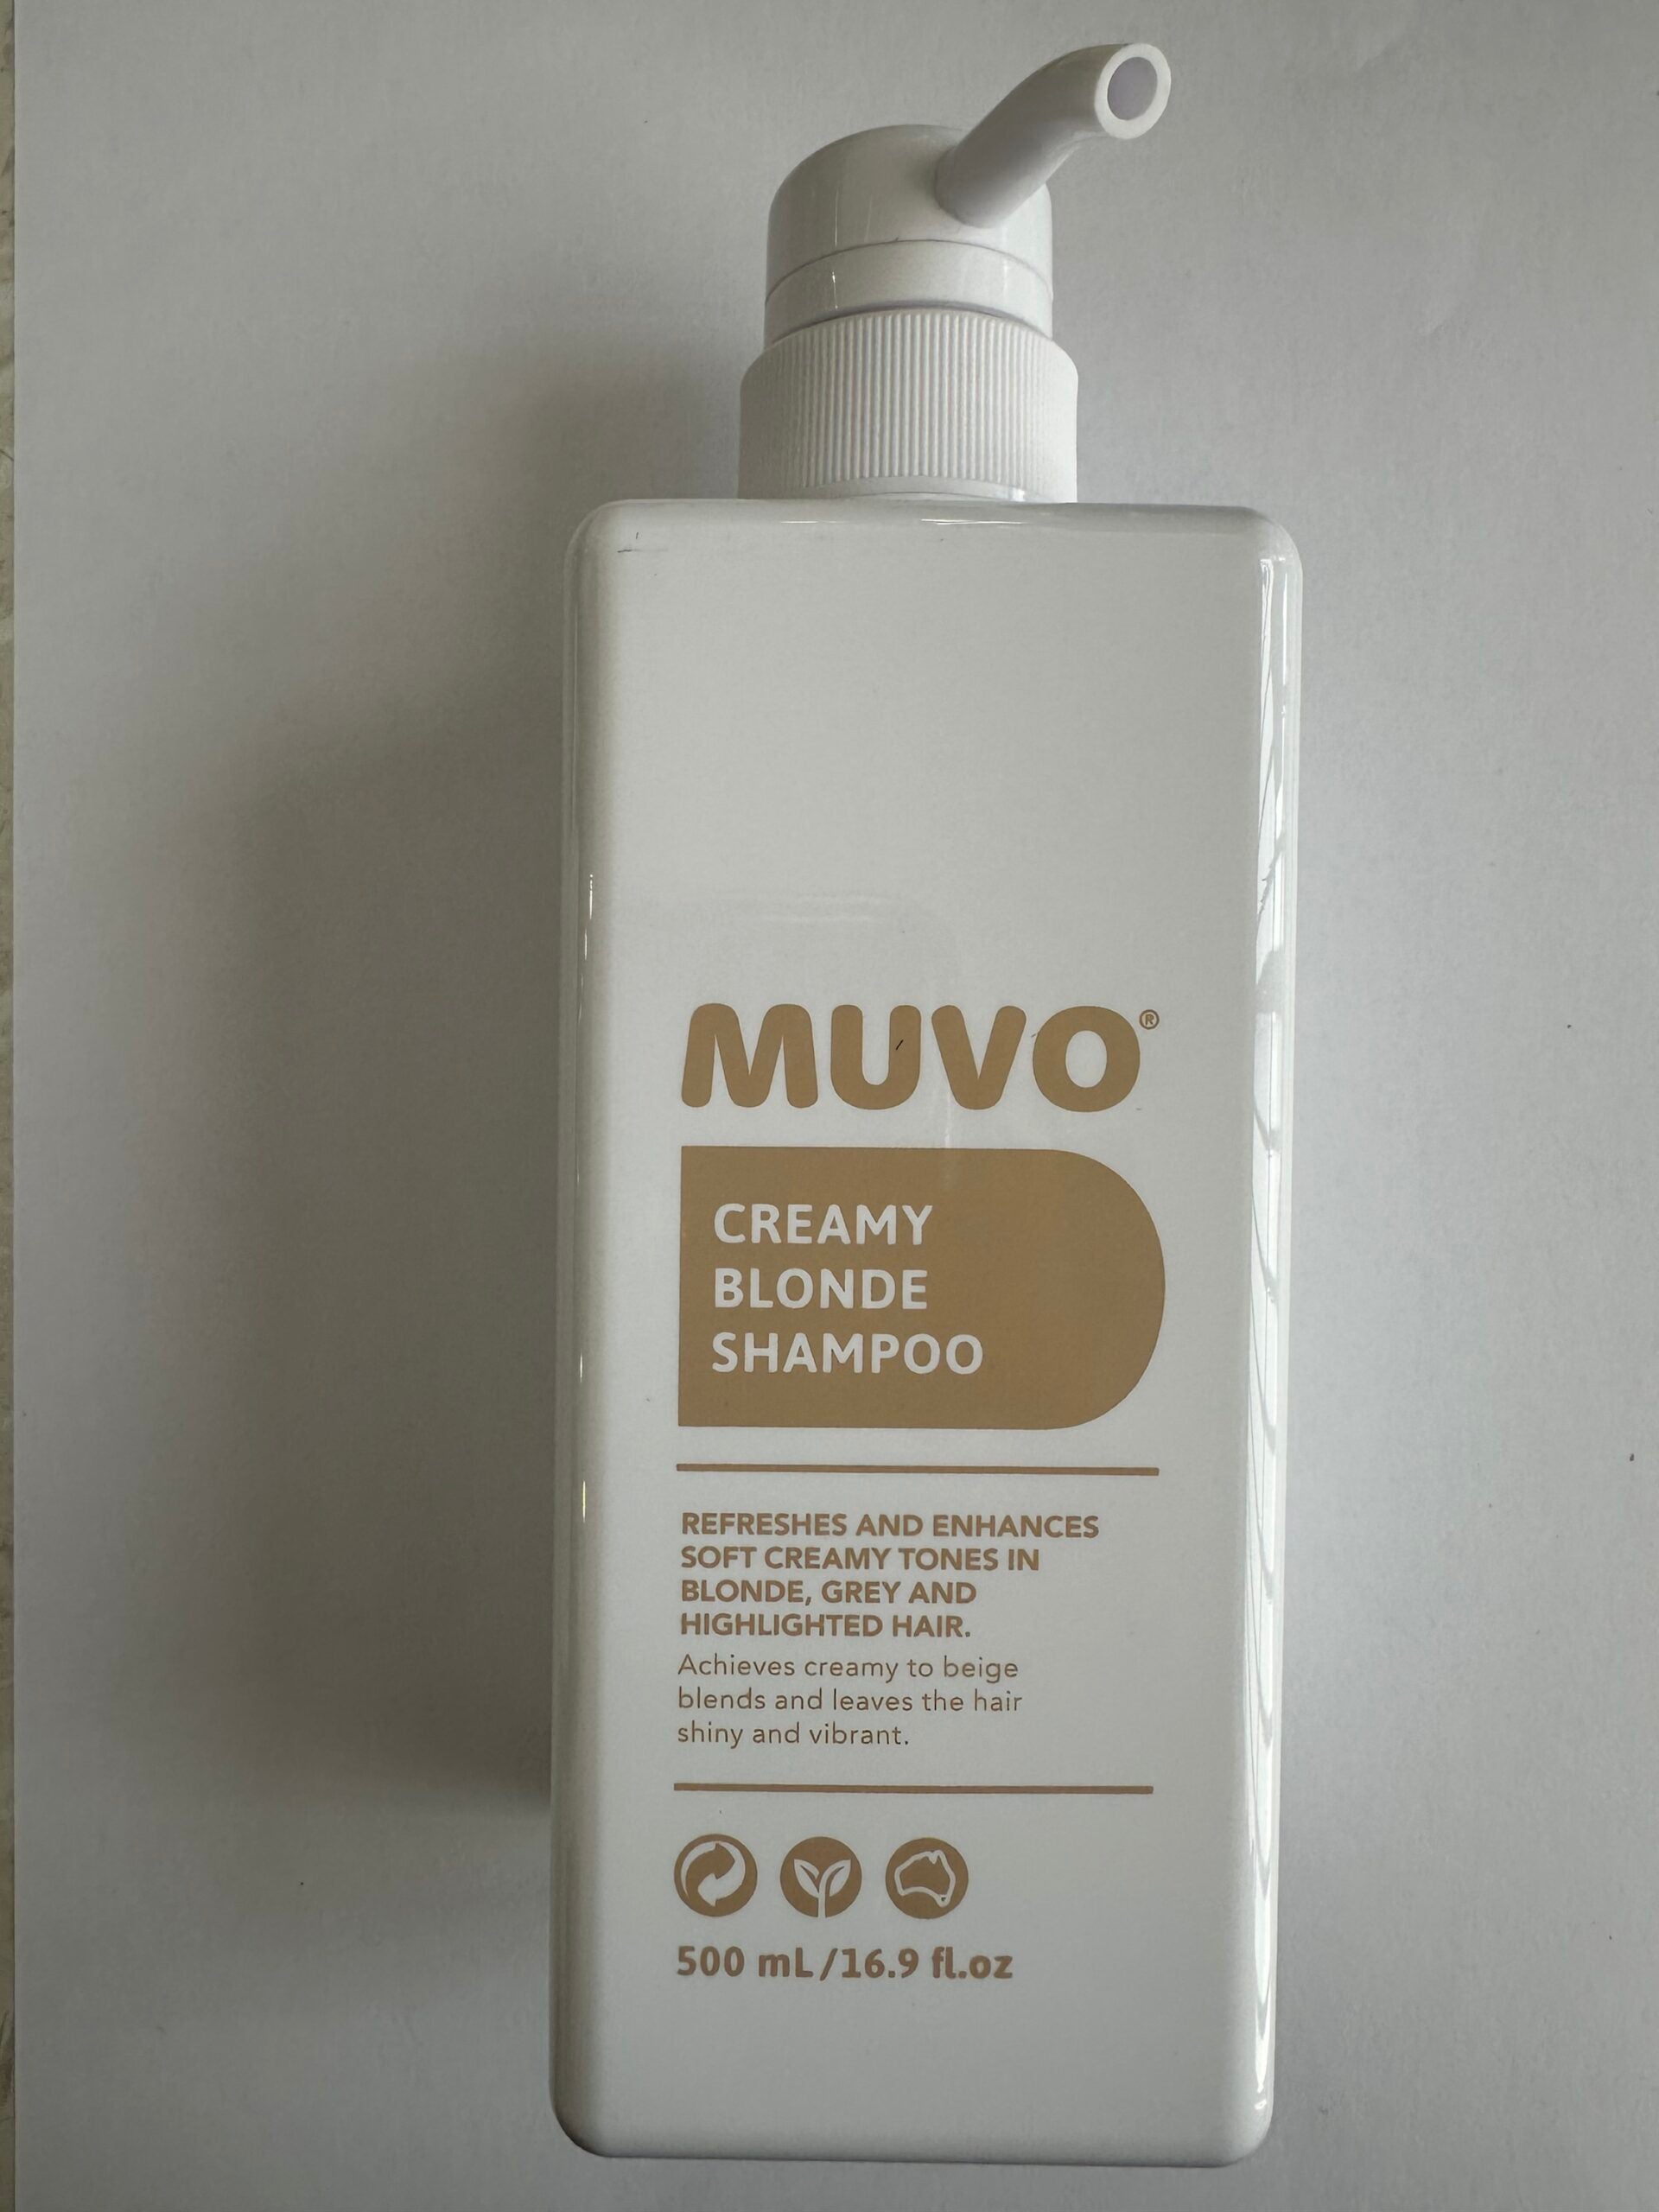 MUVO®
CREAMY
BLONDE
SHAMPOO
REFRESHES AND ENHANCES
SOFT CREAMY TONES IN
BLONDE, GREY AND
HIGHLIGHTED HAIR.
Achieves creamy to beige
blends and leaves the hair
shiny and vibrant.
500 mL/16.9 fl.oz